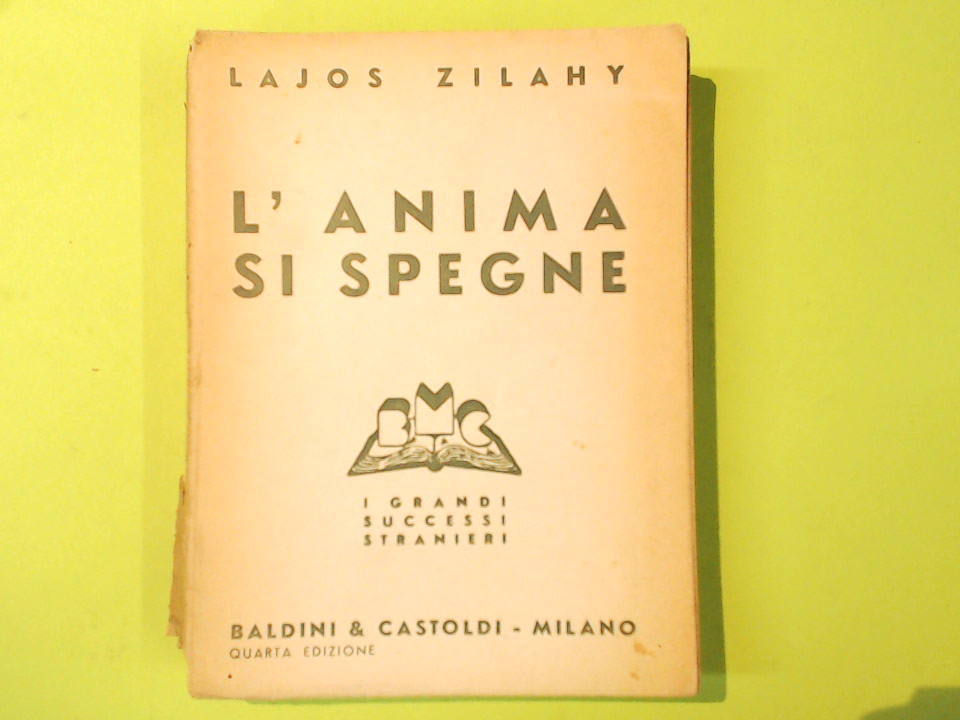 LAJOS ZILAHY
L'ANIMA
SI SPEGNE
BMC
I GRANDI
SUCCESSI
STRANIERI
BALDINI & CASTOLDI - MILANO
QUARTA EDIZIONE